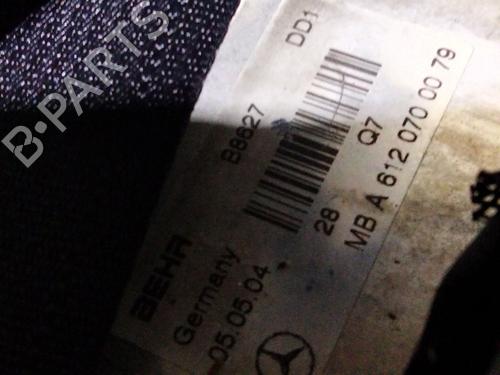 B-PARTS
B8627 DD1
28 Q7
MB A 612 070 00 79
BEHR
Germany
05.05.04